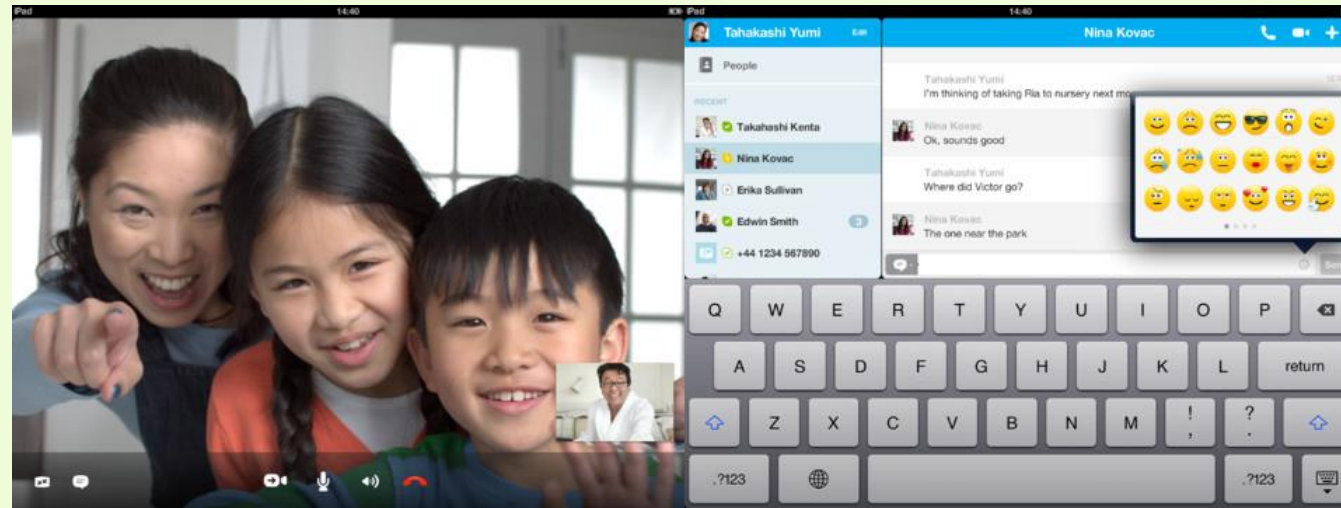 iPad
14:40
iPad
14:40
Tahakashi Yumi
Edit
Nina Kovac
People
RECENT
Takahashi Kenta
Nina Kovac
Erika Sullivan
Edwin Smith
3
+44 1234 567890
Tahakashi Yumi
I'm thinking of taking Ria to nursery next
Nina Kovac
Ok, sounds good
Tahakashi Yumi
Where did Victor go?
Nina Kovac
The one near the park
Q W E R T Y U I O P
A S D F G H J K L return
Z X C V B N M ! , ? .
.?123 .?123